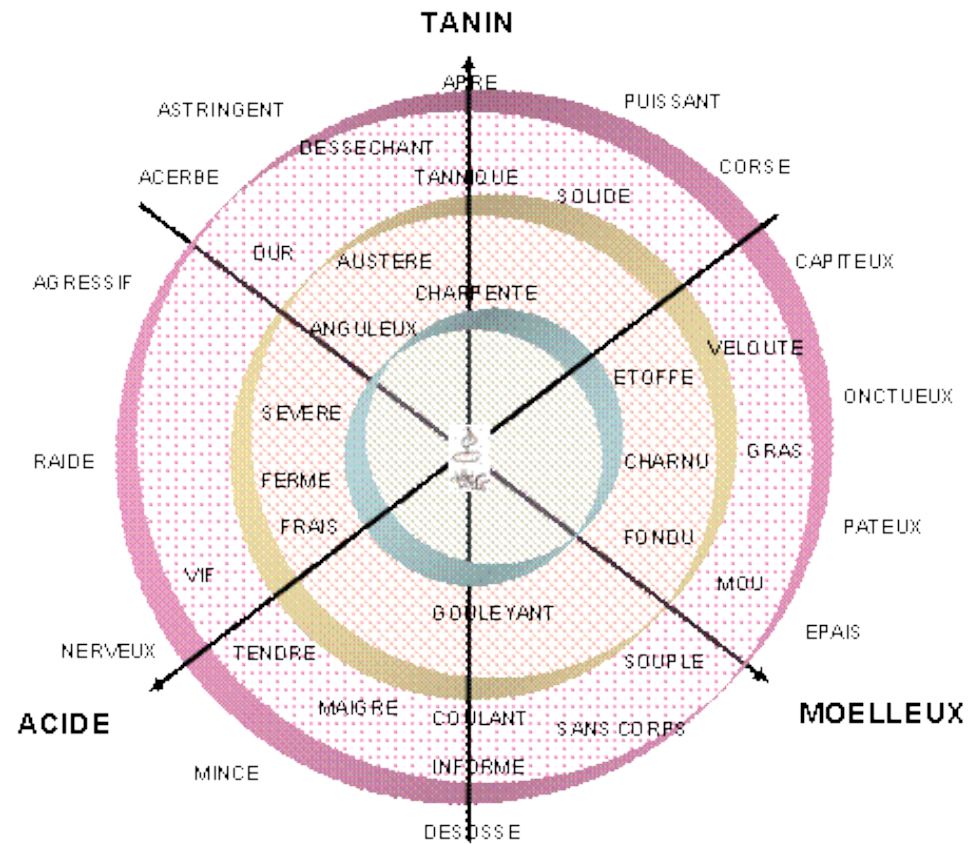 TANIN
APRE
ASTRINGENT
PUISSANT
DESSECHANT
CORSE
ACERBE
TANNIQUE
SOLIDE
DUR
AUSTERE
CAPITEUX
AGRESSIF
CHARPENTE
ANGULEUX
VELOUTE
ETOFFE
ONCTUEUX
SEVERE
RAIDE
CHARNU
GRAS
FERME
FRAIS
FONDU
PATEUX
VIF
MOU
GOULEYANT
EPAIS
NERVEUX
TENDRE
SOUPLE
MAIGRE
COULANT
MOELLEUX
ACIDE
SANS CORPS
INFORME
MINCE
DESOSSE